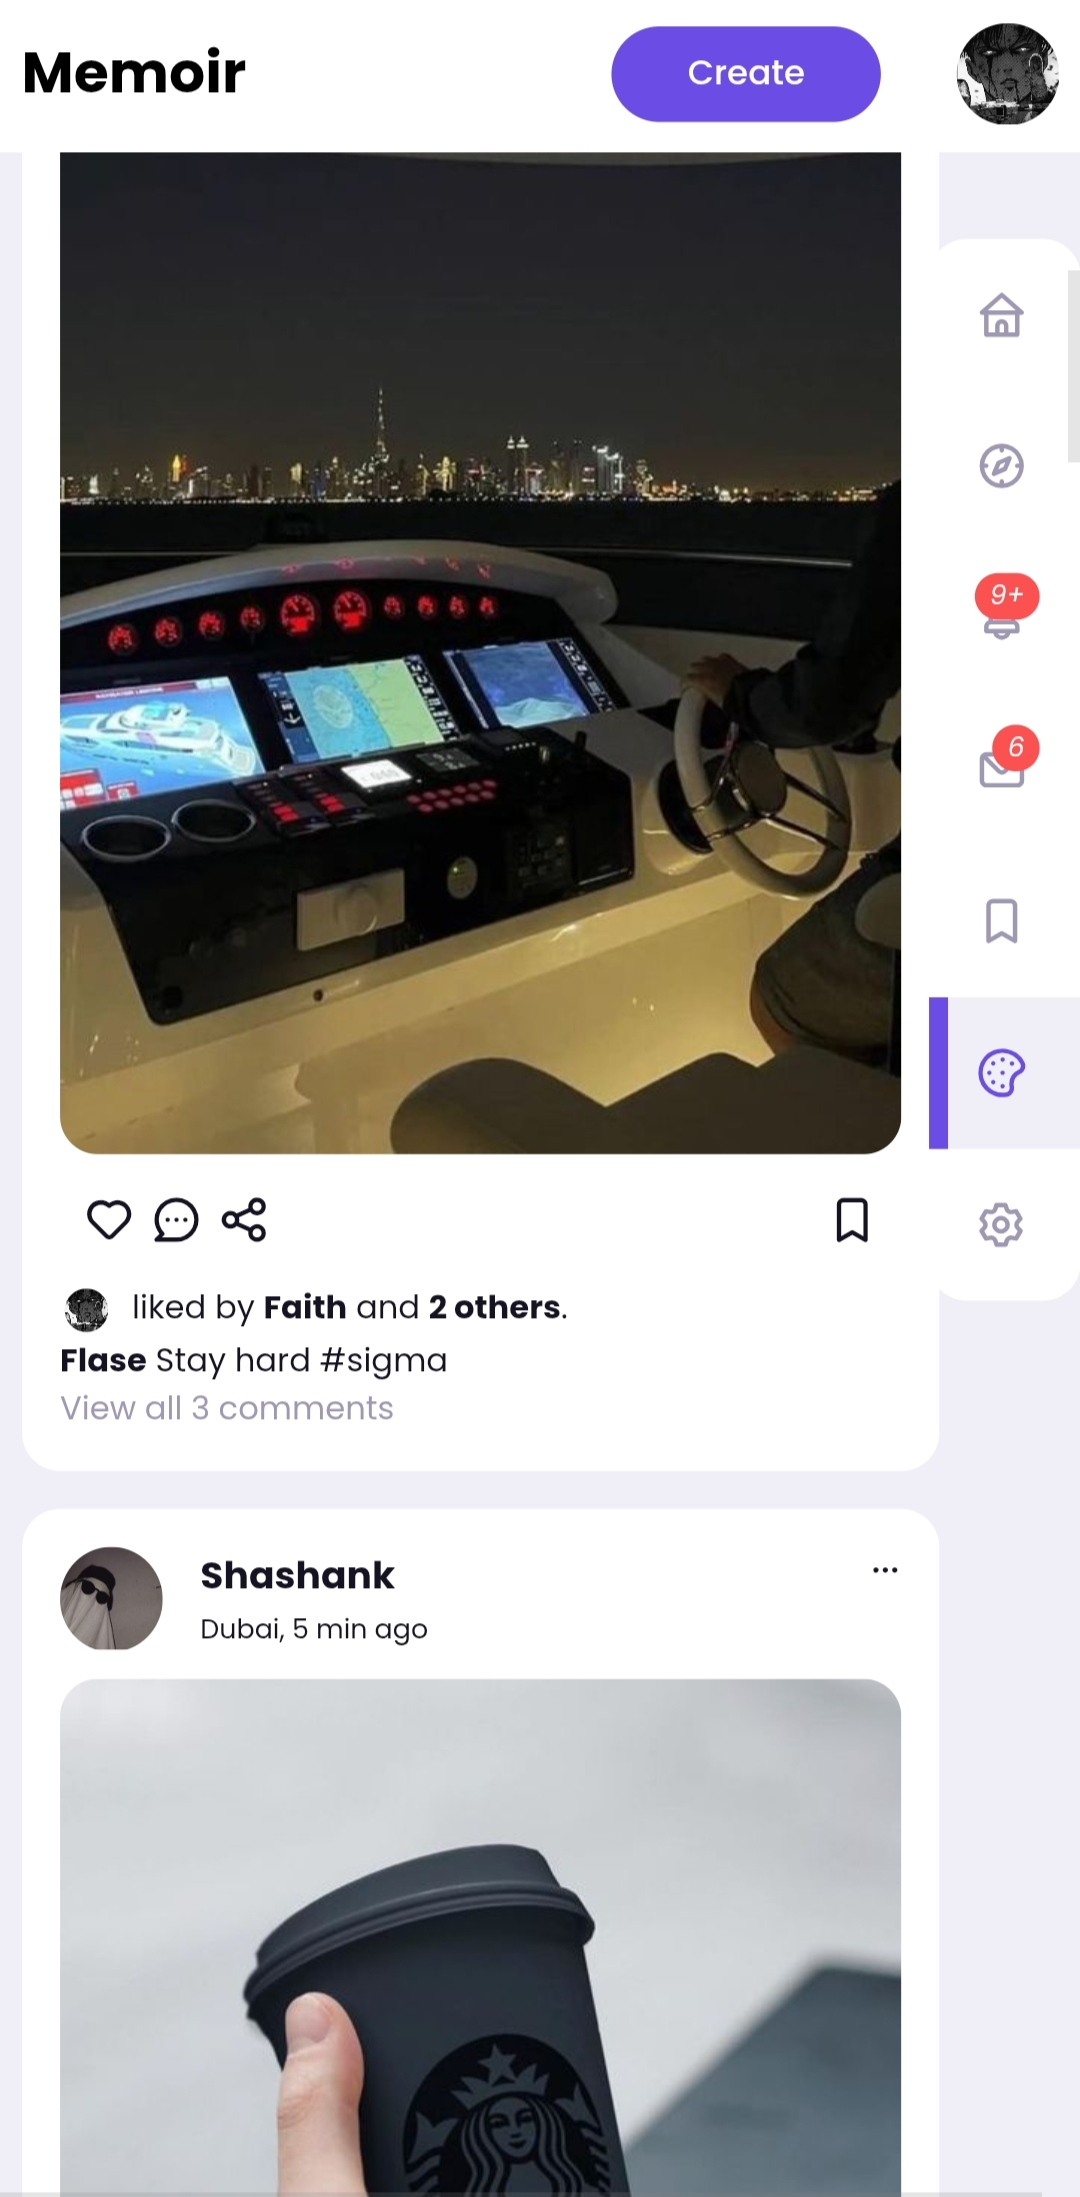 Memoir
Create
9+
6
liked by Faith and 2 others.
Flase Stay hard #sigma
View all 3 comments
Shashank
Dubai, 5 min ago